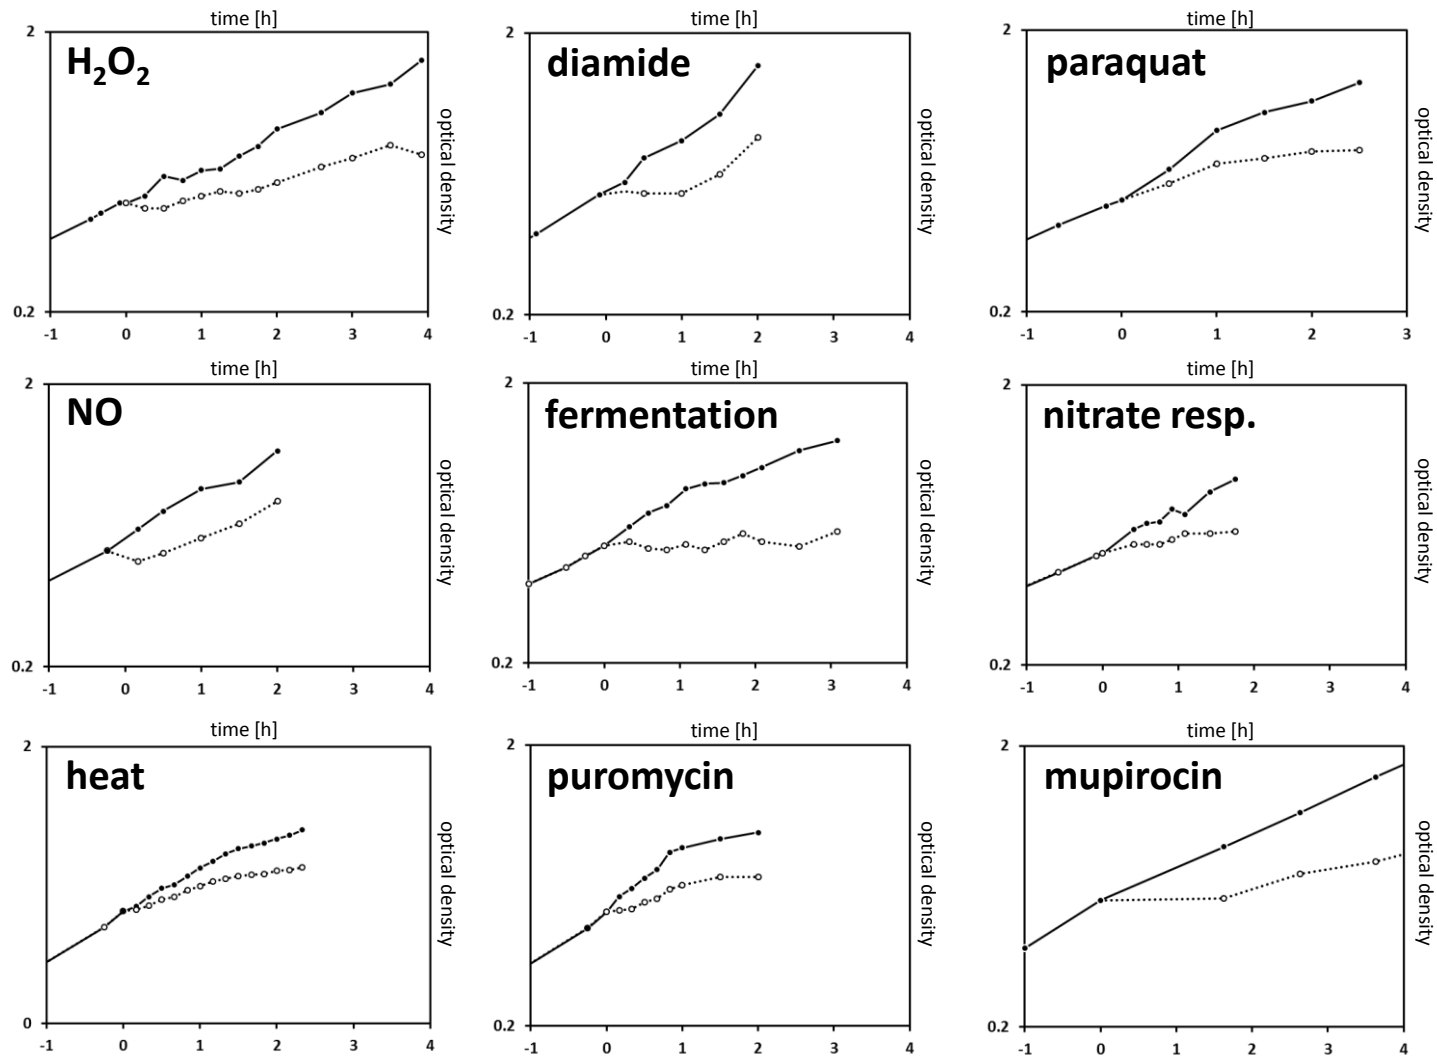 time [h] time [h] time [h]
2 2 2
H₂O₂ diamide paraquat
optical density optical density optical density
0.2 0.2 0.2
-1 0 1 2 3 4 -1 0 1 2 3 4 -1 0 1 2 3
time [h] time [h] time [h]
2 2 2
NO fermentation nitrate resp.
optical density optical density optical density
0.2 0.2 0.2
-1 0 1 2 3 4 -1 0 1 2 3 4 -1 0 1 2 3 4
time [h] time [h] time [h]
2 2 2
heat puromycin mupirocin
optical density optical density optical density
0 0.2 0.2
-1 0 1 2 3 4 -1 0 1 2 3 4 -1 0 1 2 3 4